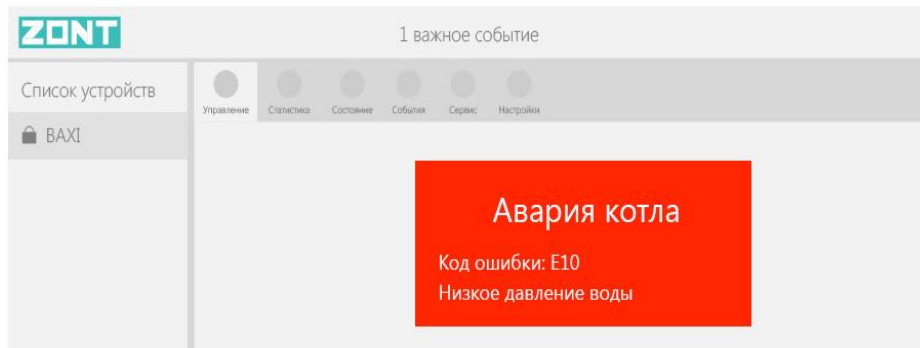 ZONT
1 важное событие
Список устройств
Управление
Статистика
Состояние
События
Сервис
Настройки
BAXI
Авария котла
Код ошибки: E10
Низкое давление воды